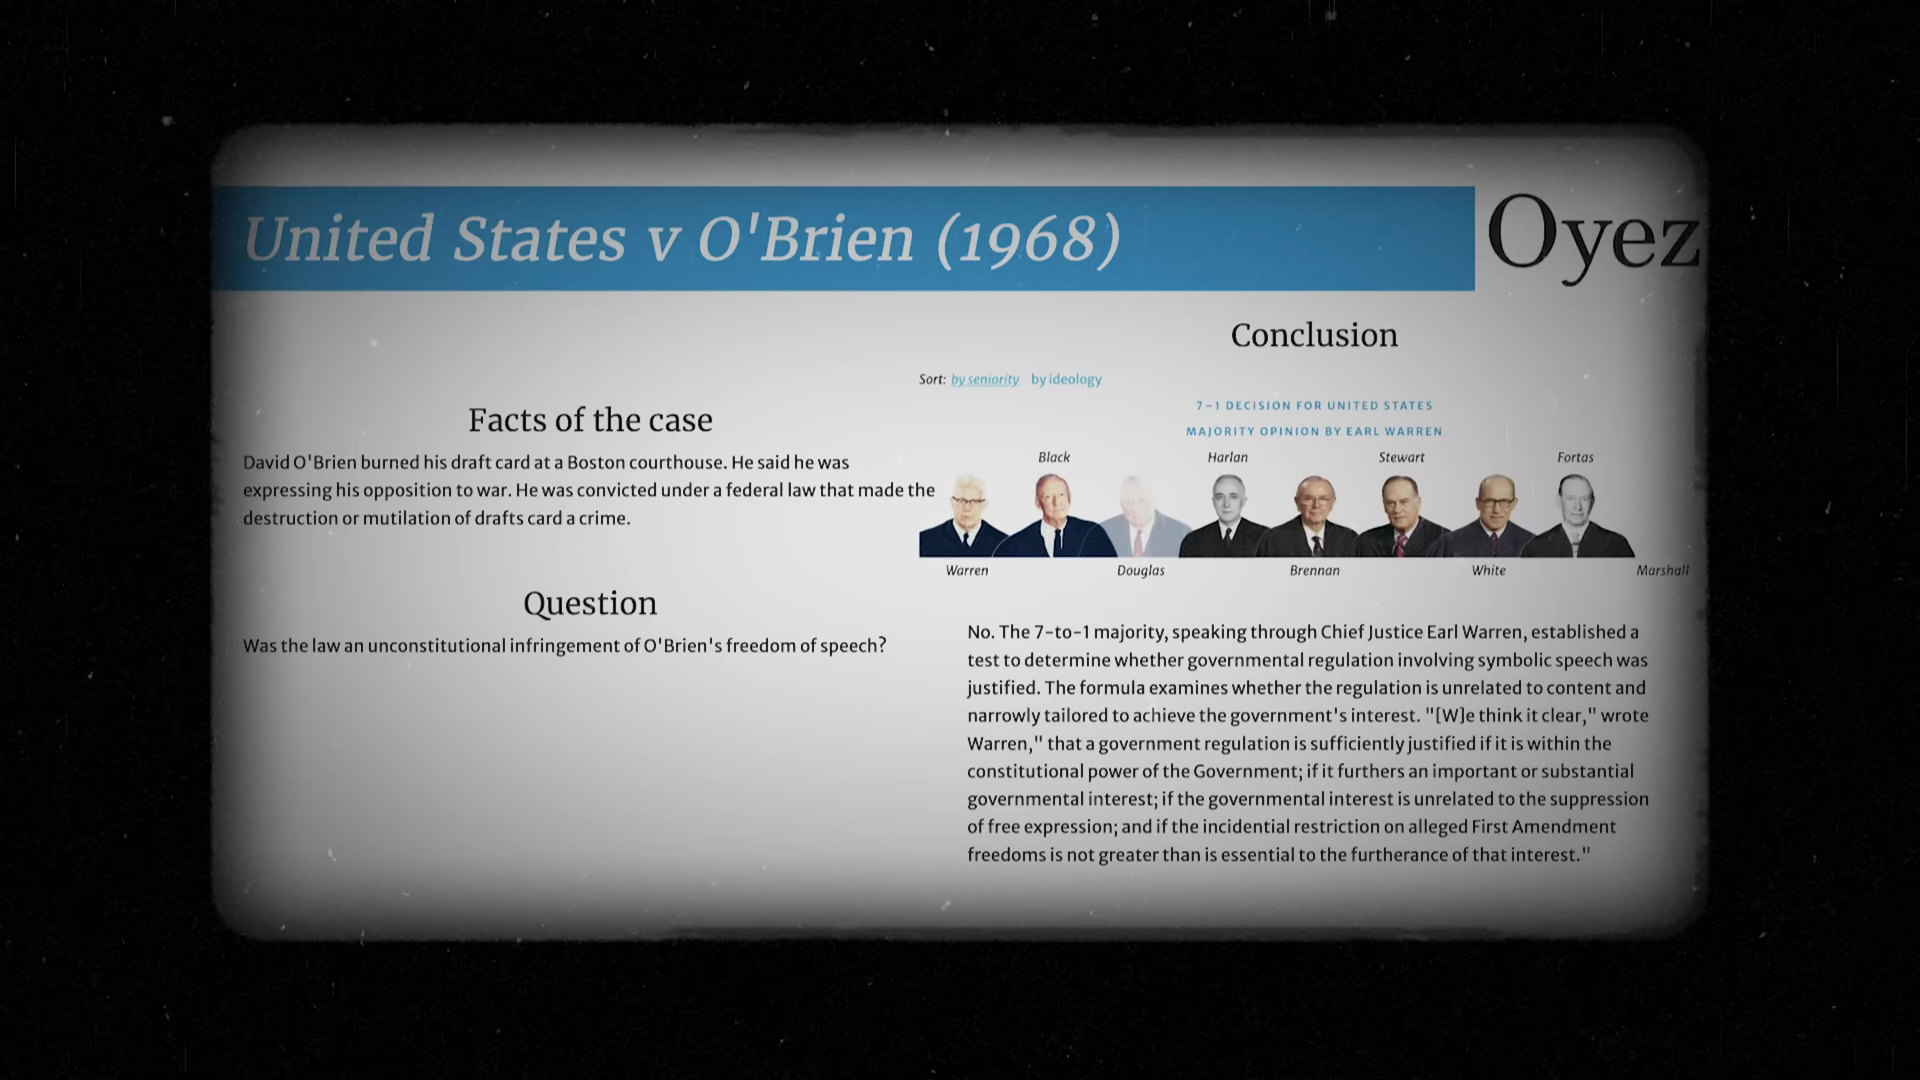 United States v O'Brien (1968)
Oyez
Facts of the case
David O'Brien burned his draft card at a Boston courthouse. He said he was
expressing his opposition to war. He was convicted under a federal law that made the
destruction or mutilation of drafts card a crime.
Question
Was the law an unconstitutional infringement of O'Brien's freedom of speech?
Conclusion
Sort: by seniority by ideology
7–1 DECISION FOR UNITED STATES
MAJORITY OPINION BY EARL WARREN
Black Harlan Stewart Fortas
Warren Douglas Brennan White Marshall
No. The 7-to-1 majority, speaking through Chief Justice Earl Warren, established a
test to determine whether governmental regulation involving symbolic speech was
justified. The formula examines whether the regulation is unrelated to content and
narrowly tailored to achieve the government's interest. "[W]e think it clear," wrote
Warren," that a government regulation is sufficiently justified if it is within the
constitutional power of the Government; if it furthers an important or substantial
governmental interest; if the governmental interest is unrelated to the suppression
of free expression; and if the incidential restriction on alleged First Amendment
freedoms is not greater than is essential to the furtherance of that interest."